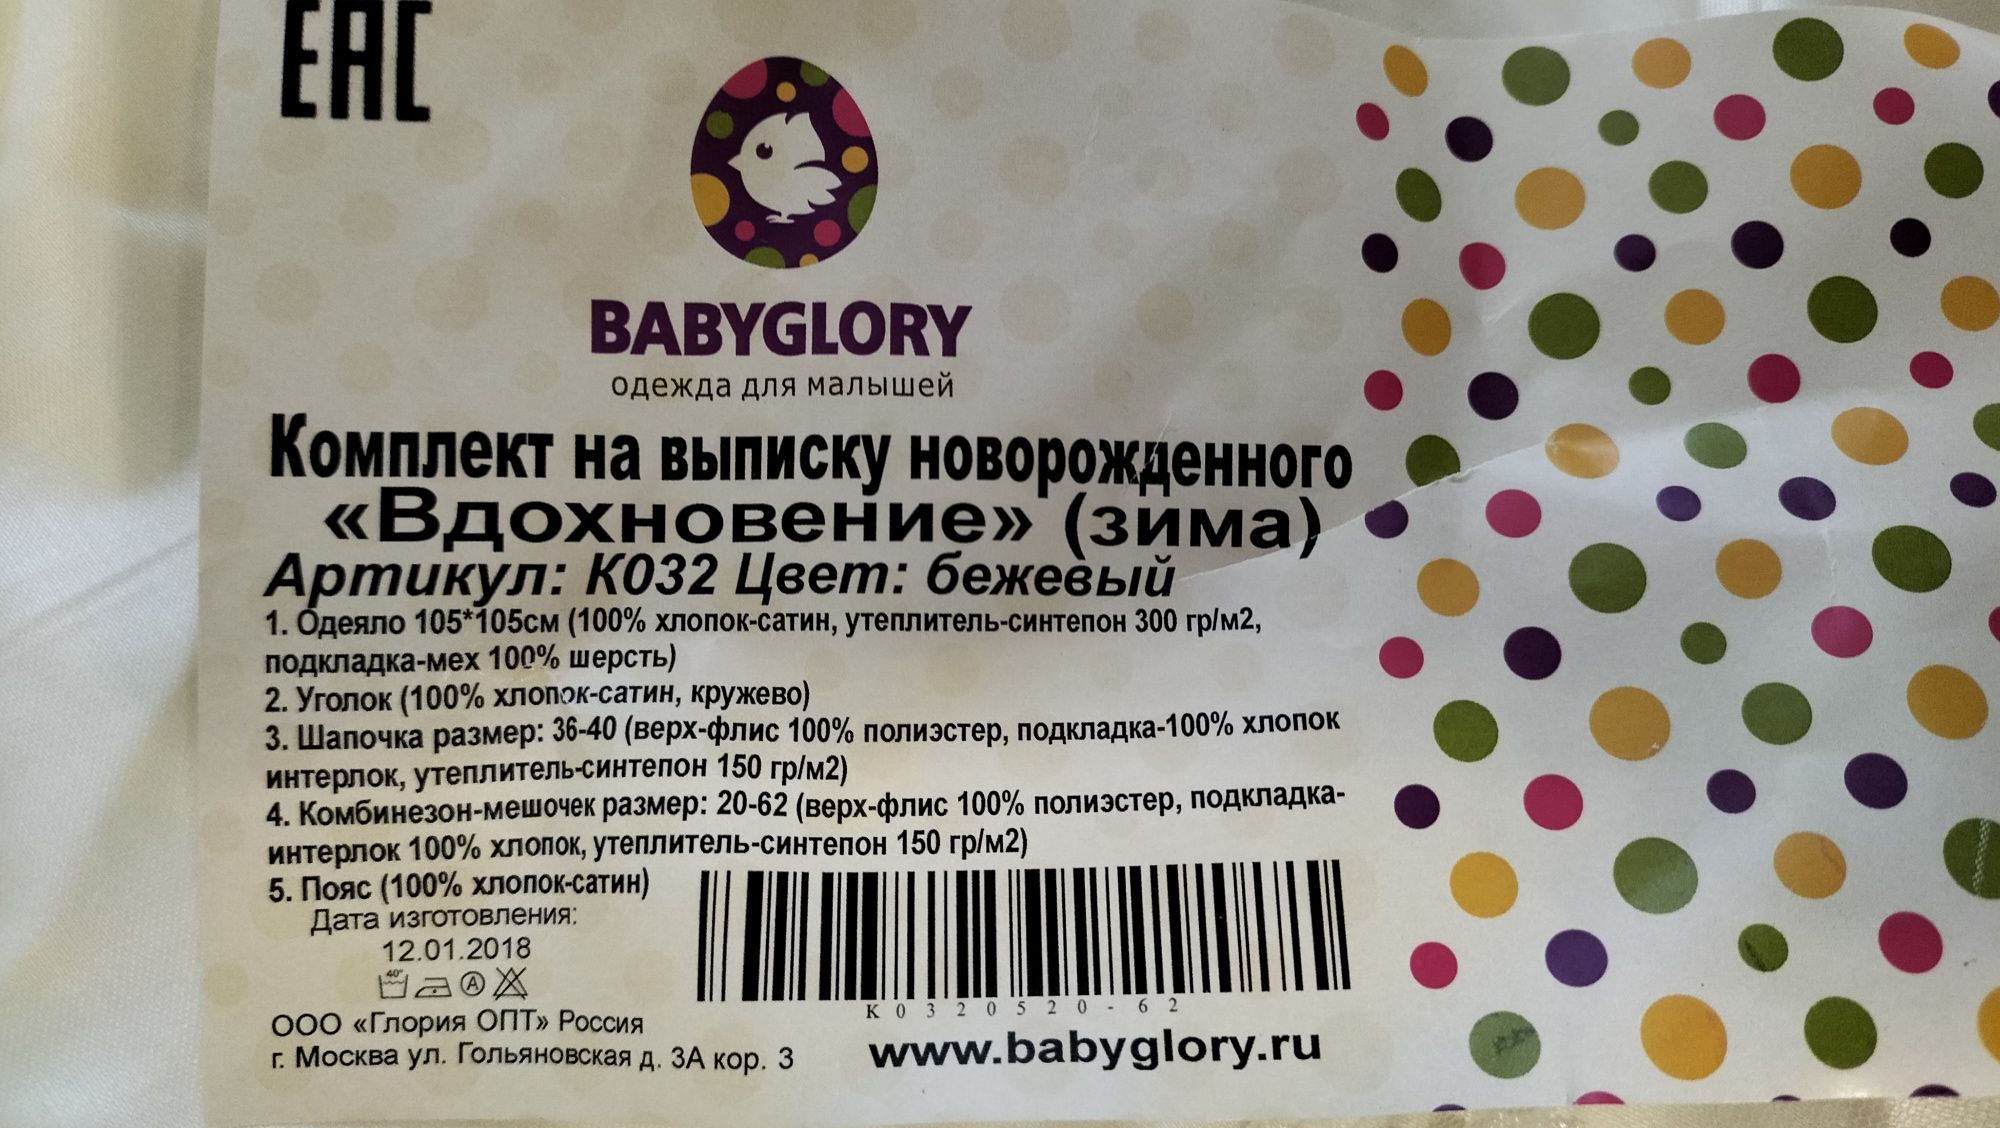 ЕАС
BABYGLORY
одежда для малышей
Комплект на выписку новорожденного
«Вдохновение» (зима)
Артикул: К032 Цвет: бежевый
1. Одеяло 105*105см (100% хлопок-сатин, утеплитель-синтепон 300 гр/м2,
подкладка-мех 100% шерсть)
2. Уголок (100% хлопок-сатин, кружево)
3. Шапочка размер: 36-40 (верх-флис 100% полиэстер, подкладка-100% хлопок
интерлок, утеплитель-синтепон 150 гр/м2)
4. Комбинезон-мешочек размер: 20-62 (верх-флис 100% полиэстер, подкладка-
интерлок 100% хлопок, утеплитель-синтепон 150 гр/м2)
5. Пояс (100% хлопок-сатин)
Дата изготовления:
12.01.2018
40° А
K0320520-62
ООО «Глория ОПТ» Россия
г. Москва ул. Гольяновская д. 3А кор. 3
www.babyglory.ru